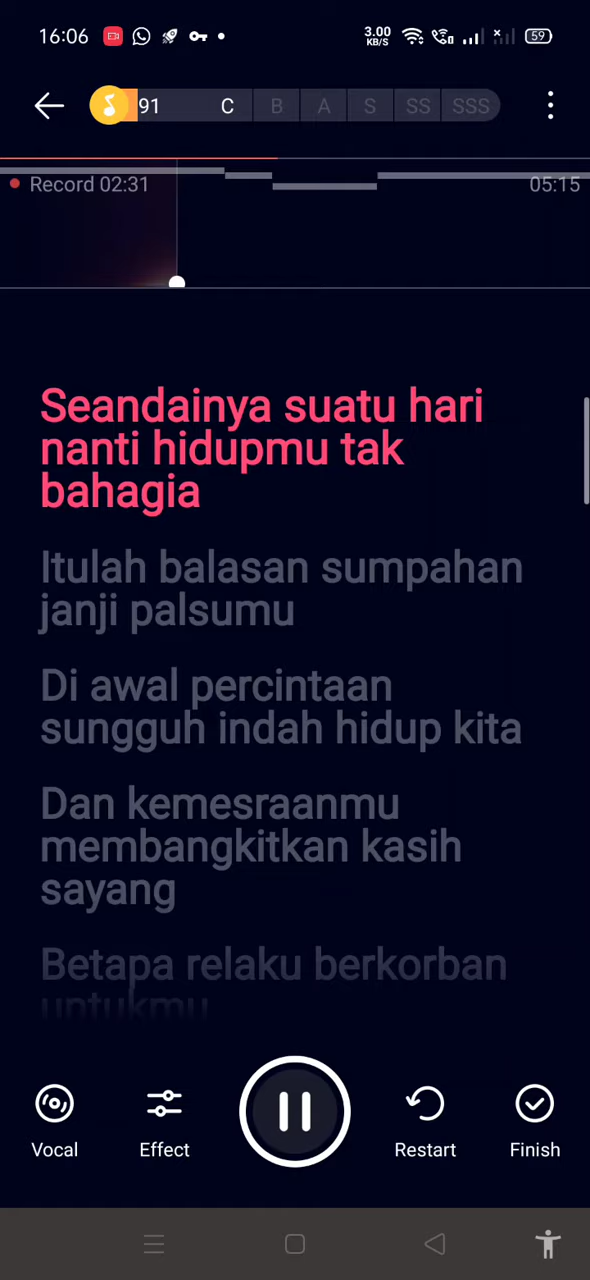 16:06 3.00 KB/S 59
91 C B A S SS SSS
Record 02:31 05:15
Seandainya suatu hari
nanti hidupmu tak
bahagia
Itulah balasan sumpahan
janji palsumu
Di awal percintaan
sungguh indah hidup kita
Dan kemesraanmu
membangkitkan kasih
sayang
Betapa relaku berkorban
untukmu
Vocal Effect Restart Finish